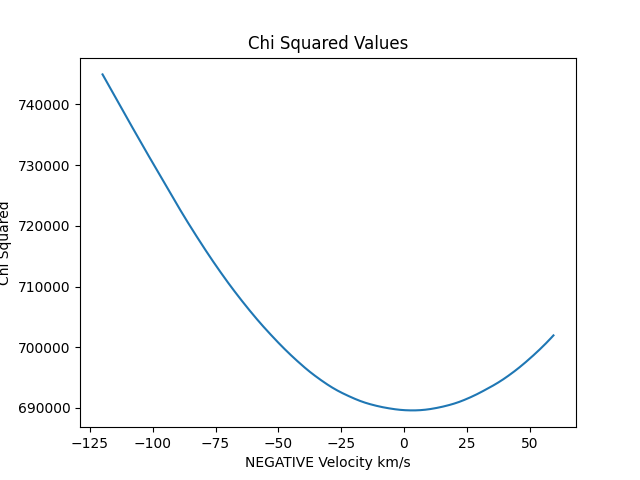 Chi Squared Values
740000
730000
720000
710000
700000
690000
Chi Squared
−125 −100 −75 −50 −25 0 25 50
NEGATIVE Velocity km/s